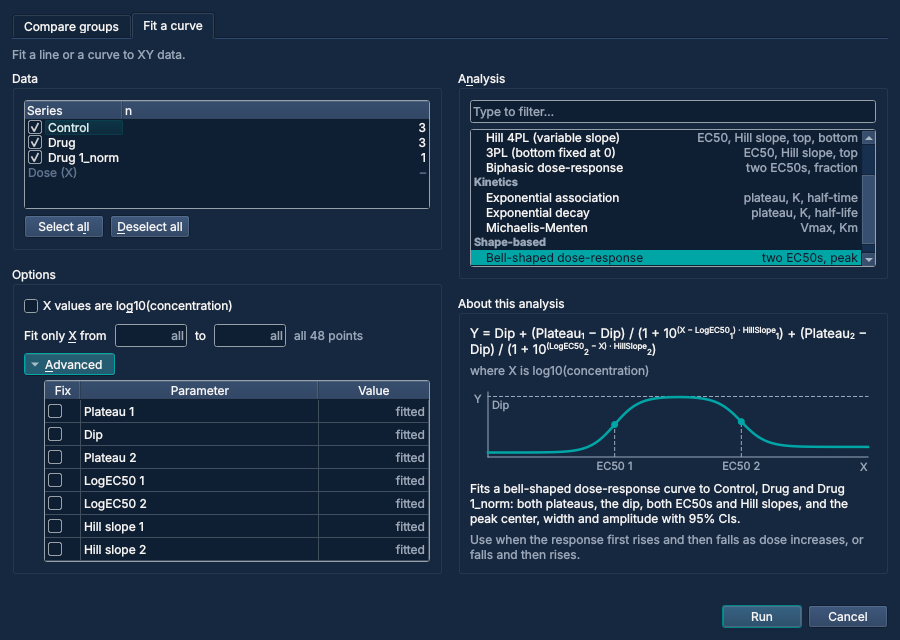 Compare groups
Fit a curve
Fit a line or a curve to XY data.
Data
Series n
Control 3
Drug 3
Drug 1_norm 1
Dose (X) –
Select all
Deselect all
Options
X values are log10(concentration)
Fit only X from all to all all 48 points
Advanced
Fix Parameter Value
Plateau 1 fitted
Dip fitted
Plateau 2 fitted
LogEC50 1 fitted
LogEC50 2 fitted
Hill slope 1 fitted
Hill slope 2 fitted
Analysis
Type to filter...
Hill 4PL (variable slope) EC50, Hill slope, top, bottom
3PL (bottom fixed at 0) EC50, Hill slope, top
Biphasic dose-response two EC50s, fraction
Kinetics
Exponential association plateau, K, half-time
Exponential decay plateau, K, half-life
Michaelis-Menten Vmax, Km
Shape-based
Bell-shaped dose-response two EC50s, peak
About this analysis
Y = Dip + (Plateau₁ − Dip) / (1 + 10^(X − LogEC50₁) · HillSlope₁) + (Plateau₂ −
Dip) / (1 + 10^(LogEC50₂ − X) · HillSlope₂)
where X is log10(concentration)
Y
Dip
EC50 1 EC50 2 X
Fits a bell-shaped dose-response curve to Control, Drug and Drug
1_norm: both plateaus, the dip, both EC50s and Hill slopes, and the
peak center, width and amplitude with 95% CIs.
Use when the response first rises and then falls as dose increases, or
falls and then rises.
Run
Cancel